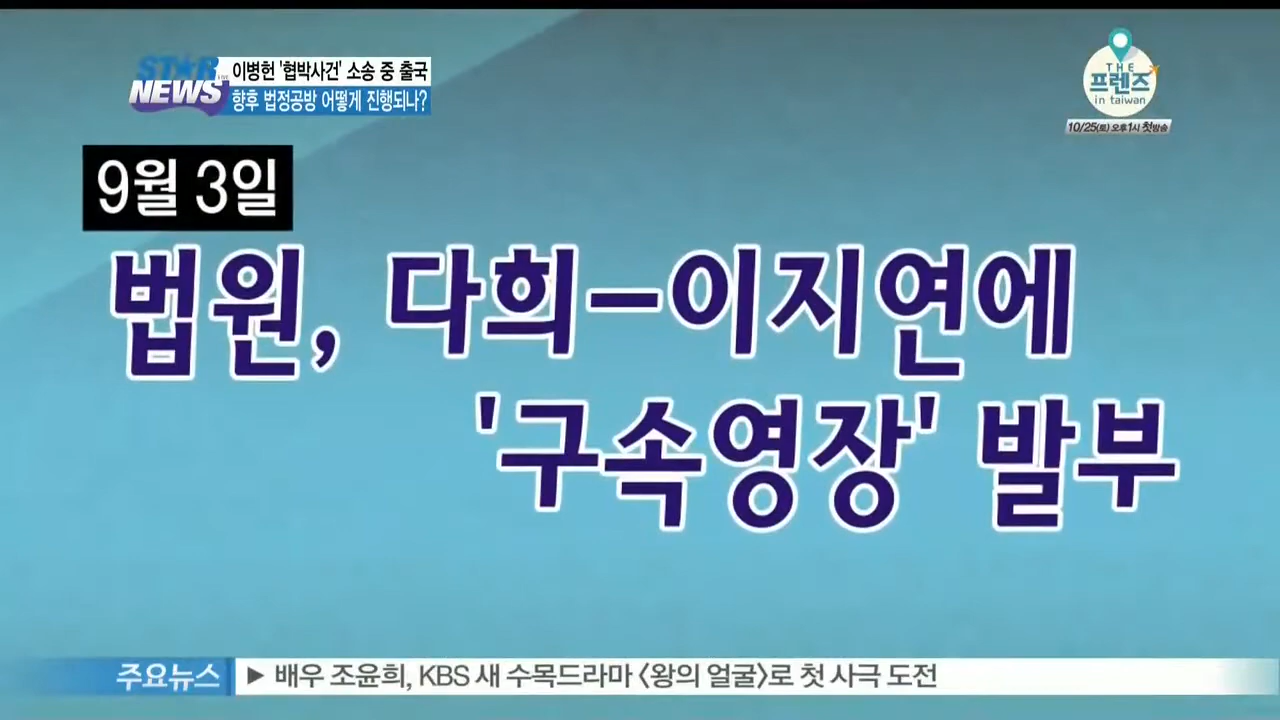 STAR NEWS
이병헌 '협박사건' 소송 중 출국
향후 법정공방 어떻게 진행되나?
THE
프렌즈
in taiwan
10/25(토) 오후1시 첫방송
9월 3일
법원, 다희-이지연에
'구속영장' 발부
주요뉴스
▶ 배우 조윤희, KBS 새 수목드라마 〈왕의 얼굴〉로 첫 사극 도전